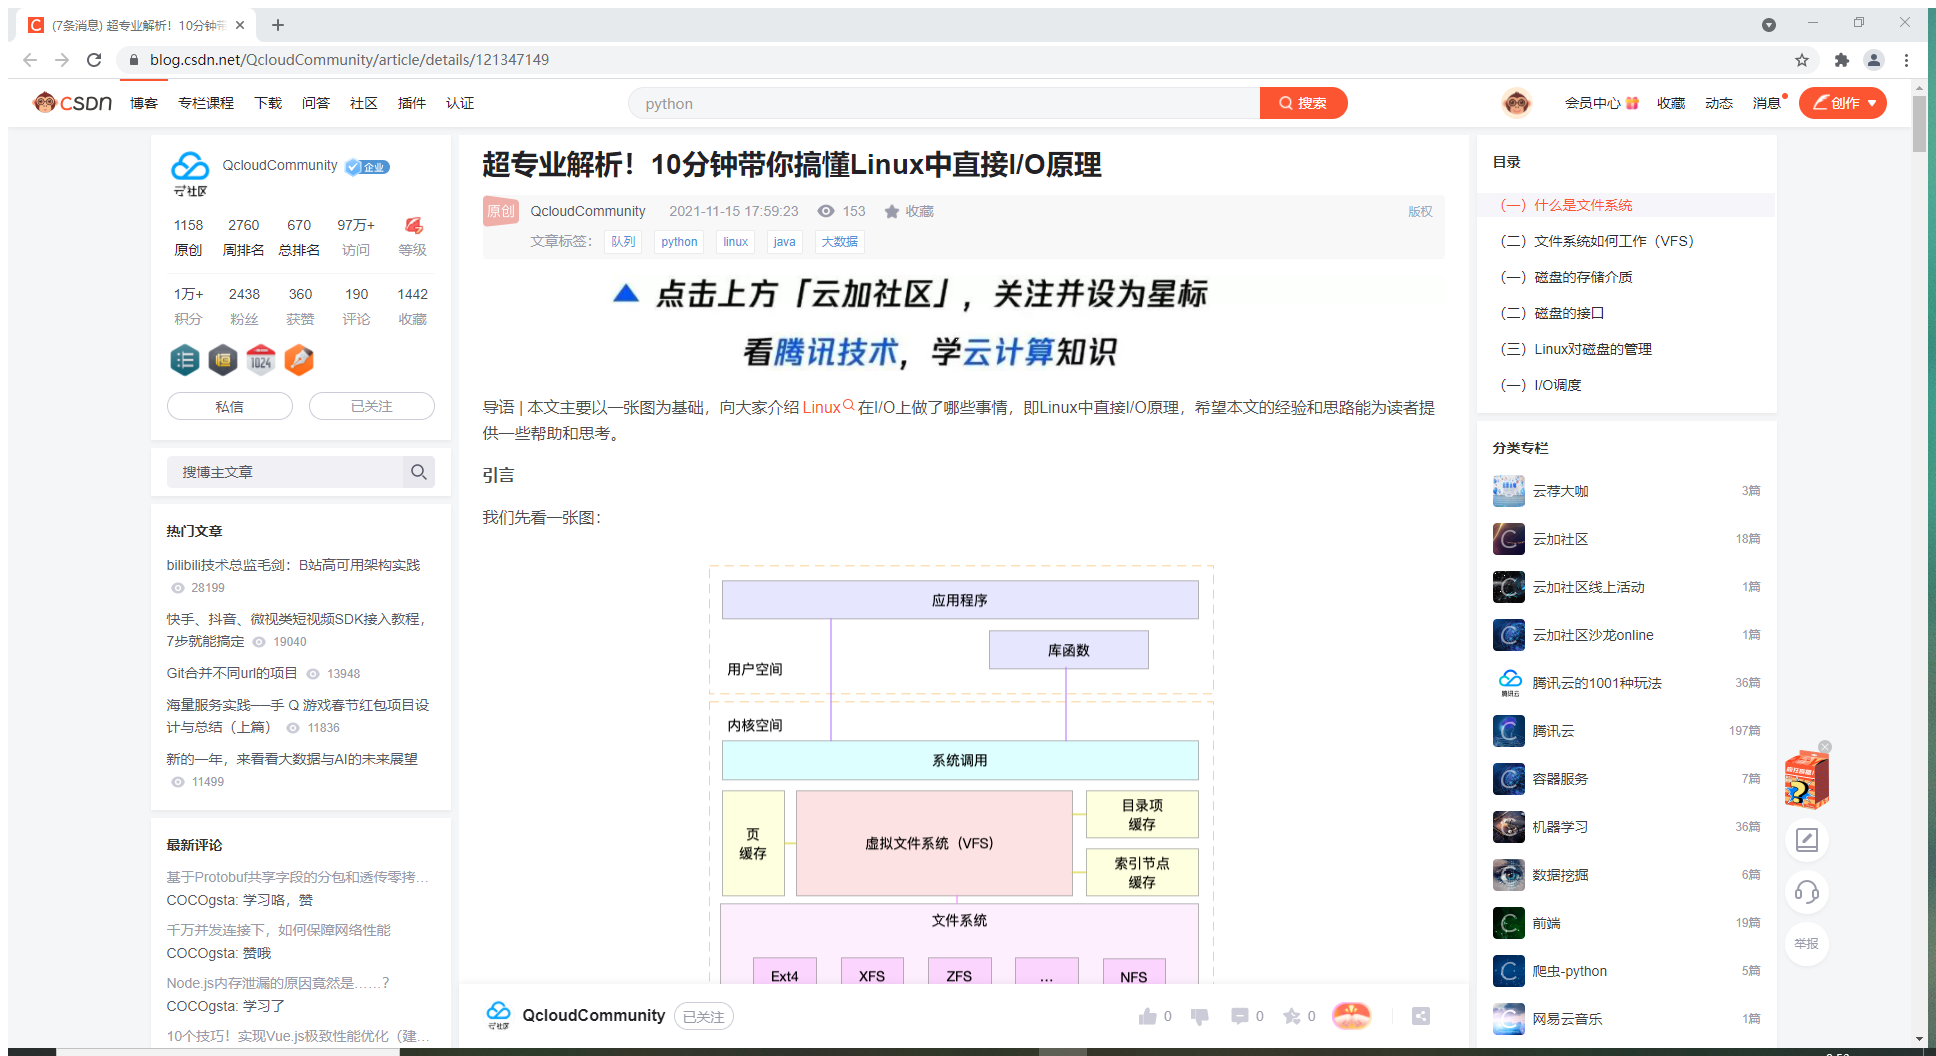 (7条消息) 超专业解析！10分钟带
blog.csdn.net/QcloudCommunity/article/details/121347149
CSDN 博客 专栏课程 下载 问答 社区 插件 认证 python 搜索 会员中心 收藏 动态 消息 创作
QcloudCommunity 企业
云社区
1158 2760 670 97万+
原创 周排名 总排名 访问 等级
1万+ 2438 360 190 1442
积分 粉丝 获赞 评论 收藏
恒 1024
私信 已关注
搜博主文章
热门文章
bilibili技术总监毛剑：B站高可用架构实践
28199
快手、抖音、微视类短视频SDK接入教程，
7步就能搞定 19040
Git合并不同url的项目 13948
海量服务实践──手 Q 游戏春节红包项目设
计与总结（上篇） 11836
新的一年，来看看大数据与AI的未来展望
11499
最新评论
基于Protobuf共享字段的分包和透传零拷...
COCOgsta: 学习咯，赞
千万并发连接下，如何保障网络性能
COCOgsta: 赞哦
Node.js内存泄漏的原因竟然是……？
COCOgsta: 学习了
10个技巧！实现Vue.js极致性能优化（建...
超专业解析！10分钟带你搞懂Linux中直接I/O原理
原创 QcloudCommunity 2021-11-15 17:59:23 153 收藏 版权
文章标签： 队列 python linux java 大数据
点击上方「云加社区」，关注并设为星标
看腾讯技术，学云计算知识
导语 | 本文主要以一张图为基础，向大家介绍 Linux 在I/O上做了哪些事情，即Linux中直接I/O原理，希望本文的经验和思路能为读者提
供一些帮助和思考。
引言
我们先看一张图：
应用程序
库函数
用户空间
内核空间
系统调用
页
缓存
虚拟文件系统（VFS）
目录项
缓存
索引节点
缓存
文件系统
Ext4 XFS ZFS ... NFS
云社区 QcloudCommunity 已关注 0 0 0
目录
（一）什么是文件系统
（二）文件系统如何工作（VFS）
（一）磁盘的存储介质
（二）磁盘的接口
（三）Linux对磁盘的管理
（一）I/O调度
分类专栏
云荐大咖 3篇
云加社区 18篇
云加社区线上活动 1篇
云加社区沙龙online 1篇
腾讯云的1001种玩法 36篇
腾讯云 197篇
容器服务 7篇
机器学习 36篇
数据挖掘 6篇
前端 19篇
爬虫-python 5篇
网易云音乐 1篇
举报